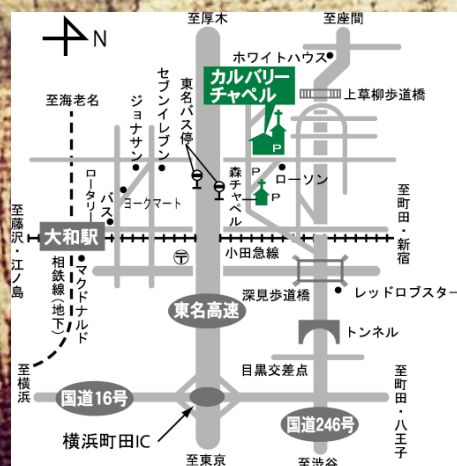 至厚木
至座間
N
ホワイトハウス
カルバリー
チャペル
上草柳歩道橋
至海老名
ジョナサン
セブンイレブン
東名バス停
P
ローソン
P
森チャペル
バス
ロータリー
ヨークマート
至町田・新宿
至藤沢・江ノ島
大和駅
小田急線
〒
相鉄線(地下)
マクドナルド
深見歩道橋
レッドロブスター
東名高速
トンネル
目黒交差点
至横浜
国道16号
国道246号
至町田・八王子
横浜町田IC
至東京
至渋谷